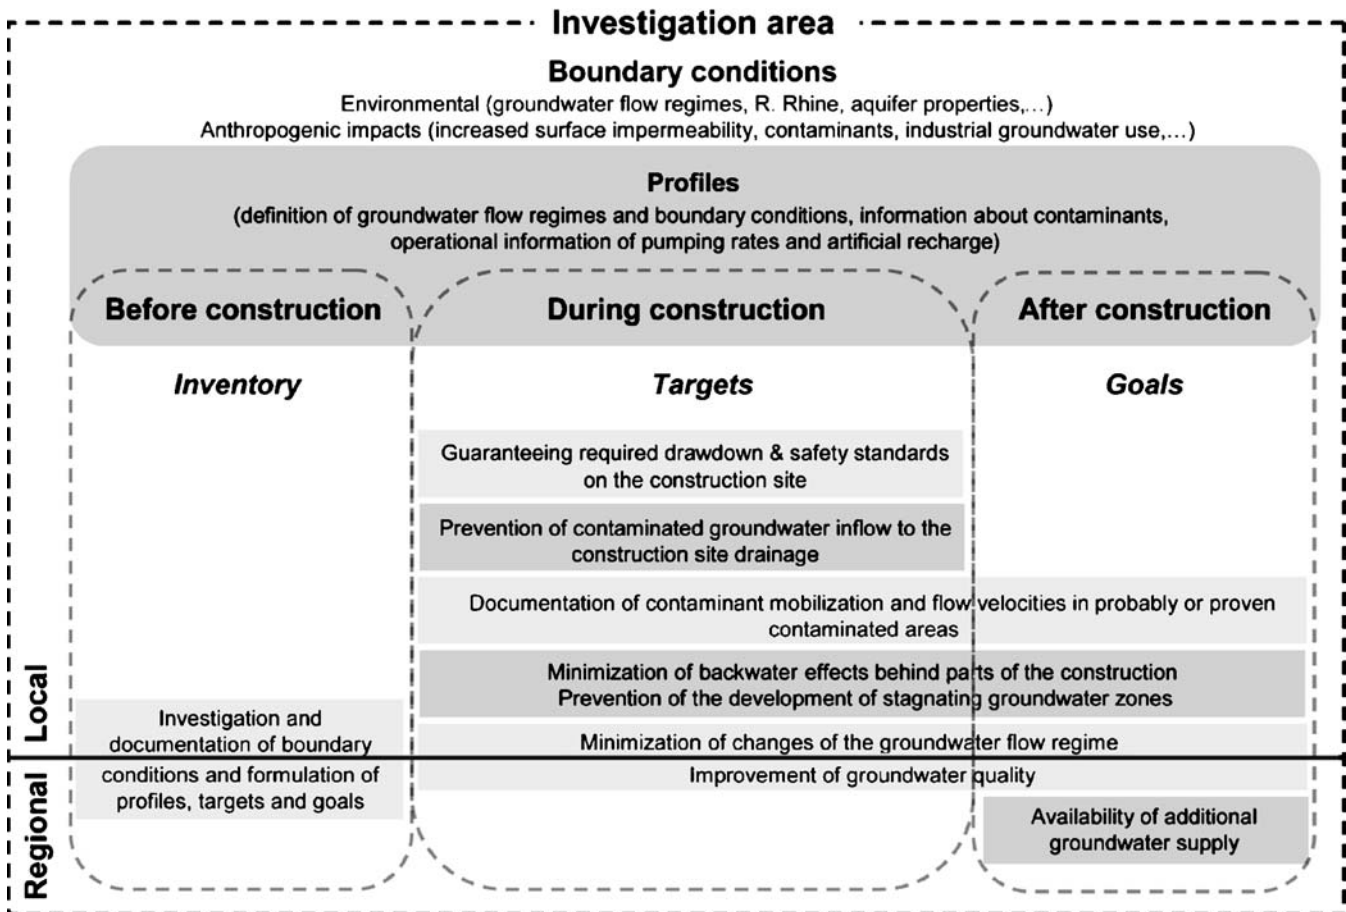 Investigation area
Boundary conditions
Environmental (groundwater flow regimes, R. Rhine, aquifer properties,...)
Anthropogenic impacts (increased surface impermeability, contaminants, industrial groundwater use,...)
Profiles
(definition of groundwater flow regimes and boundary conditions, information about contaminants,
operational information of pumping rates and artificial recharge)
Before construction
During construction
After construction
Inventory
Targets
Goals
Guaranteeing required drawdown & safety standards
on the construction site
Prevention of contaminated groundwater inflow to the
construction site drainage
Documentation of contaminant mobilization and flow velocities in probably or proven
contaminated areas
Minimization of backwater effects behind parts of the construction
Prevention of the development of stagnating groundwater zones
Local
Investigation and
documentation of boundary
conditions and formulation of
profiles, targets and goals
Minimization of changes of the groundwater flow regime
Improvement of groundwater quality
Regional
Availability of additional
groundwater supply